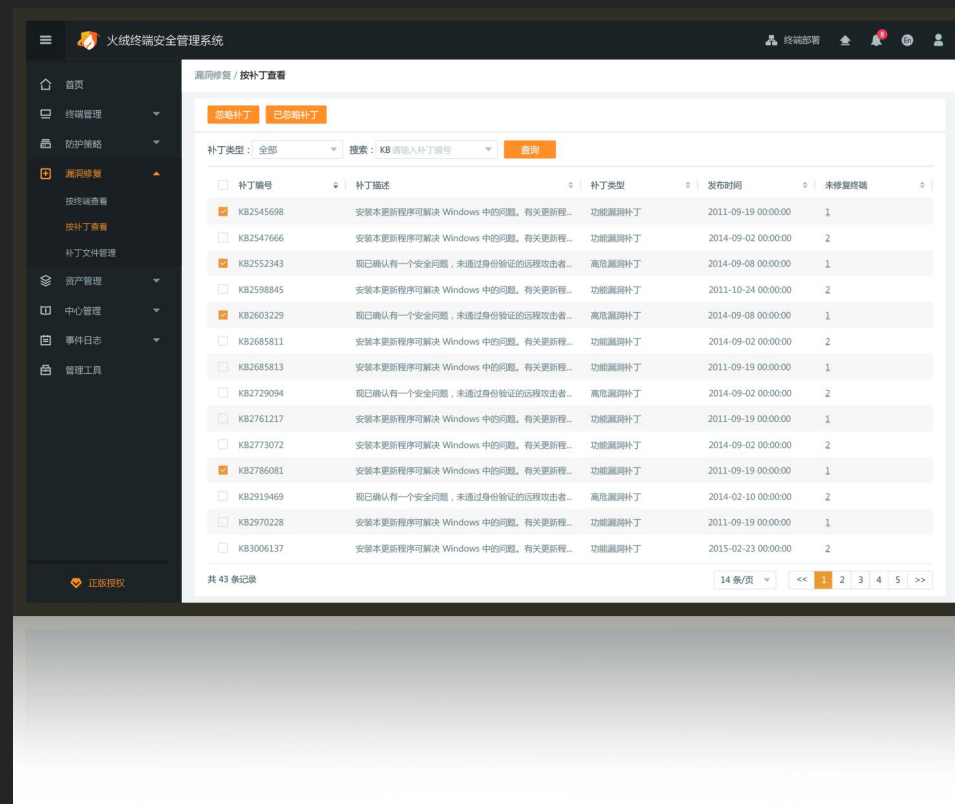 火绒终端安全管理系统
终端部署
8
En
首页
终端管理
防护策略
漏洞修复
按终端查看
按补丁查看
补丁文件管理
资产管理
中心管理
事件日志
管理工具
正版授权
漏洞修复 / 按补丁查看
忽略补丁 已忽略补丁
补丁类型： 全部 搜索： KB 请输入补丁编号 查询
补丁编号 补丁描述 补丁类型 发布时间 未修复终端
KB2545698 安装本更新程序可解决 Windows 中的问题。有关更新程... 功能漏洞补丁 2011-09-19 00:00:00 1
KB2547666 安装本更新程序可解决 Windows 中的问题。有关更新程... 功能漏洞补丁 2014-09-02 00:00:00 2
KB2552343 现已确认有一个安全问题，未通过身份验证的远程攻击者... 高危漏洞补丁 2014-09-08 00:00:00 1
KB2598845 安装本更新程序可解决 Windows 中的问题。有关更新程... 功能漏洞补丁 2011-10-24 00:00:00 2
KB2603229 现已确认有一个安全问题，未通过身份验证的远程攻击者... 高危漏洞补丁 2014-09-08 00:00:00 1
KB2685811 安装本更新程序可解决 Windows 中的问题。有关更新程... 功能漏洞补丁 2014-09-02 00:00:00 2
KB2685813 安装本更新程序可解决 Windows 中的问题。有关更新程... 功能漏洞补丁 2011-09-19 00:00:00 1
KB2729094 现已确认有一个安全问题，未通过身份验证的远程攻击者... 高危漏洞补丁 2014-09-02 00:00:00 2
KB2761217 安装本更新程序可解决 Windows 中的问题。有关更新程... 功能漏洞补丁 2011-09-19 00:00:00 1
KB2773072 安装本更新程序可解决 Windows 中的问题。有关更新程... 功能漏洞补丁 2014-09-02 00:00:00 2
KB2786081 安装本更新程序可解决 Windows 中的问题。有关更新程... 功能漏洞补丁 2011-09-19 00:00:00 1
KB2919469 现已确认有一个安全问题，未通过身份验证的远程攻击者... 高危漏洞补丁 2014-02-10 00:00:00 2
KB2970228 安装本更新程序可解决 Windows 中的问题。有关更新程... 功能漏洞补丁 2011-09-19 00:00:00 1
KB3006137 安装本更新程序可解决 Windows 中的问题。有关更新程... 功能漏洞补丁 2015-02-23 00:00:00 2
共 43 条记录 14 条/页 << 1 2 3 4 5 >>